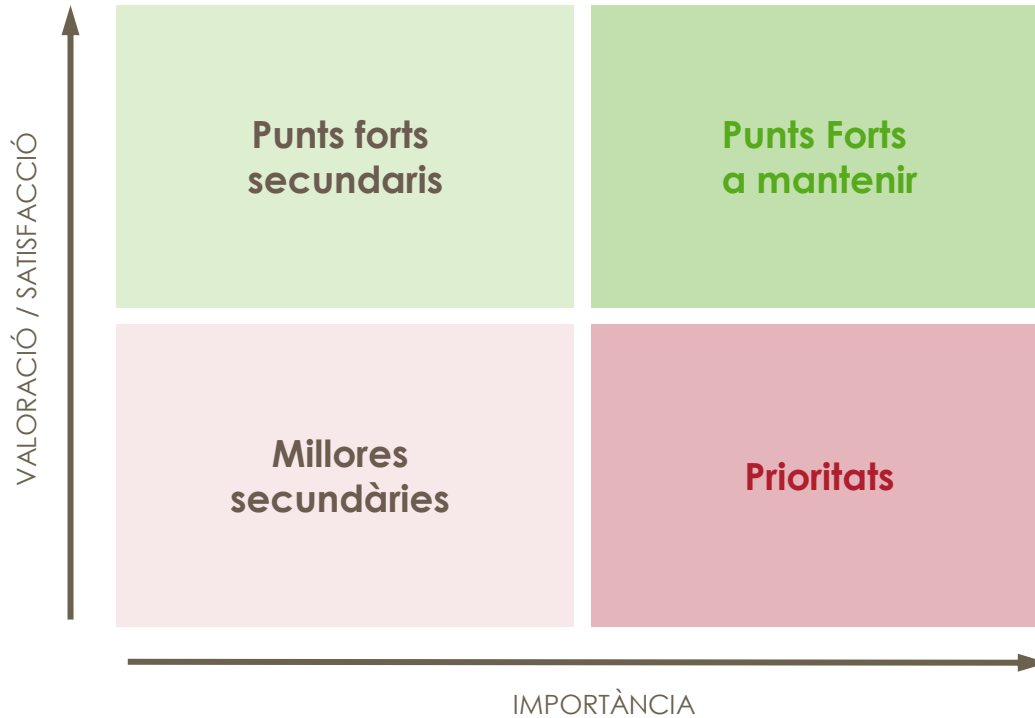 VALORACIÓ / SATISFACCIÓ
Punts forts
secundaris
Punts Forts
a mantenir
Millores
secundàries
Prioritats
IMPORTÀNCIA